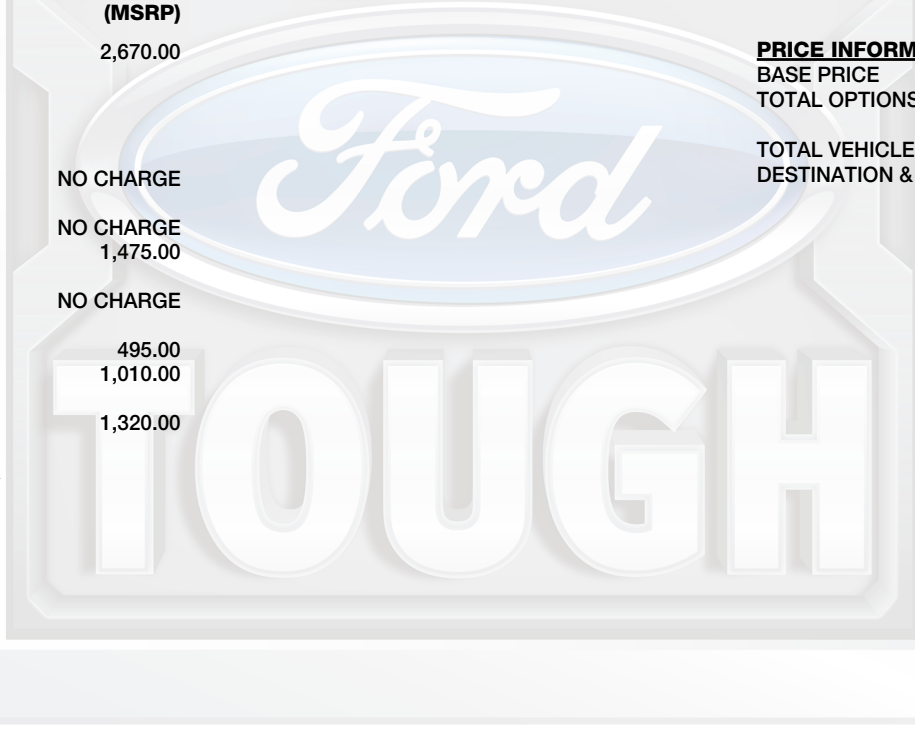 (MSRP)
2,670.00
NO CHARGE
NO CHARGE
1,475.00
NO CHARGE
495.00
1,010.00
1,320.00
PRICE INFORM
BASE PRICE
TOTAL OPTIONS
TOTAL VEHICLE
DESTINATION &
Ford
TOUGH